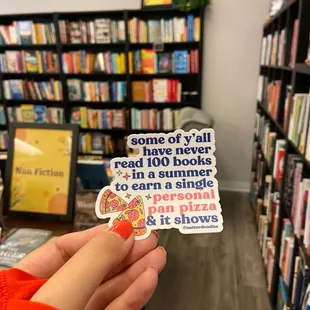 some of y'all
have never
read 100 books
in a summer
to earn a single
personal
pan pizza
& it shows
Non Fiction